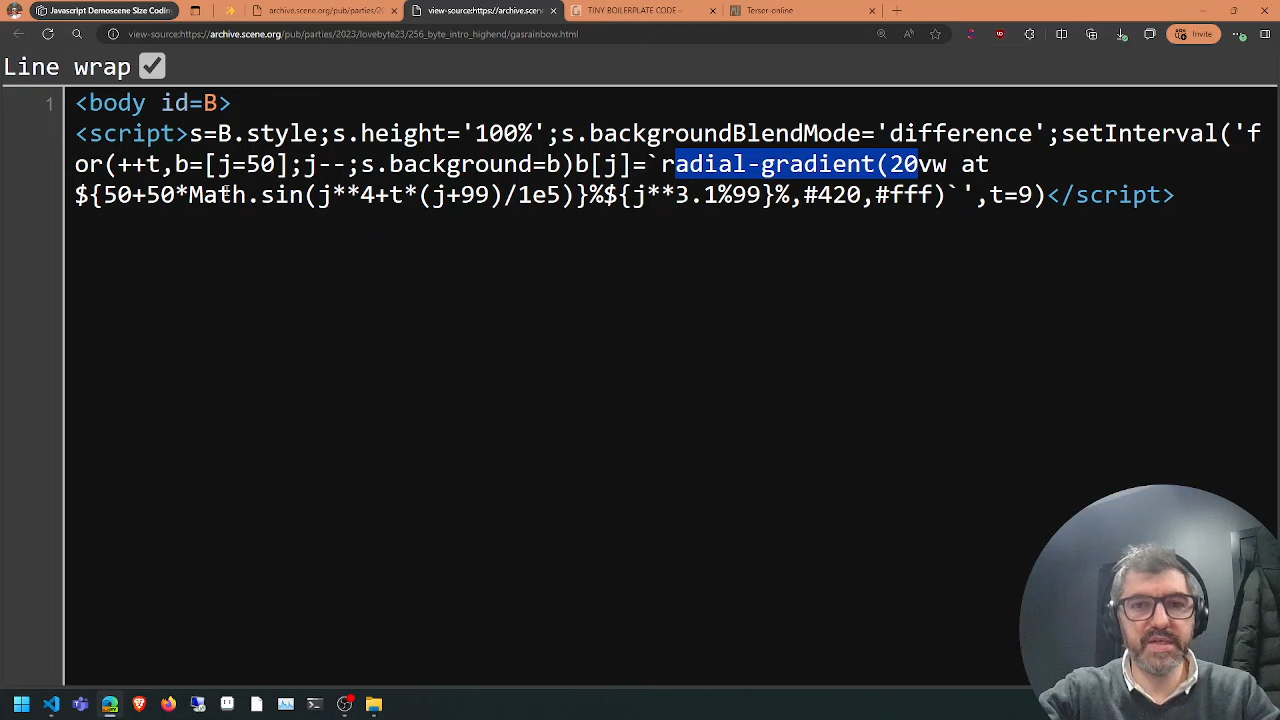 Javascript Demoscene Size Coding
archive.scene.org/pub/parties/20
view-source:https://archive.scene
TINY BOILERPLATE CODE –
Terser-online
view-source:https://archive.scene.org/pub/parties/2023/lovebyte23/256_byte_intro_highend/gasrainbow.html
Invite
Line wrap
1
<body id=B>
<script>s=B.style;s.height='100%';s.backgroundBlendMode='difference';setInterval('f
or(++t,b=[j=50];j--;s.background=b)b[j]=`radial-gradient(20vw at
${50+50*Math.sin(j**4+t*(j+99)/1e5)}%${j**3.1%99}%,#420,#fff)`',t=9)</script>